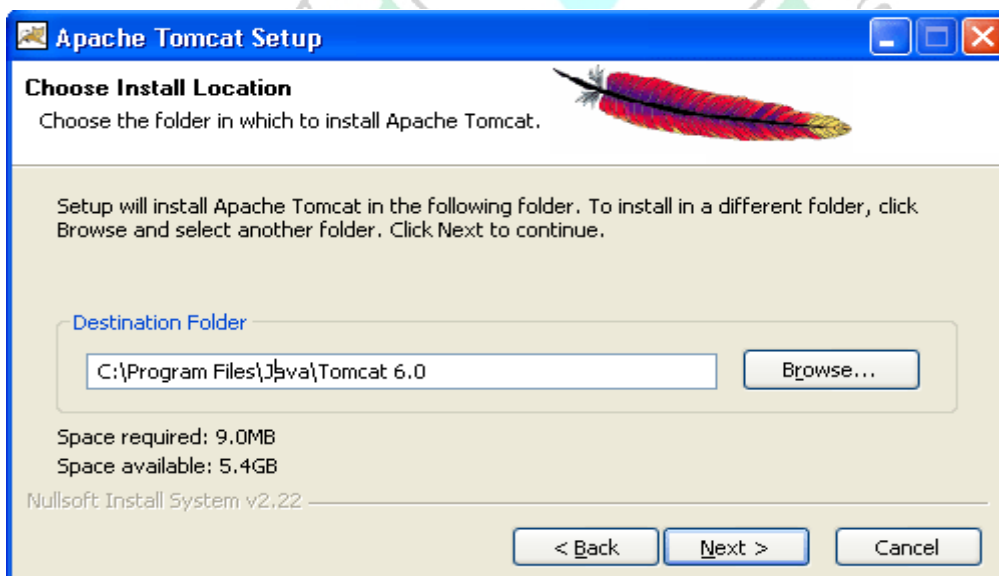 Apache Tomcat Setup
Choose Install Location
Choose the folder in which to install Apache Tomcat.
Setup will install Apache Tomcat in the following folder. To install in a different folder, click
Browse and select another folder. Click Next to continue.
Destination Folder
C:\Program Files\Java\Tomcat 6.0
Browse...
Space required: 9.0MB
Space available: 5.4GB
Nullsoft Install System v2.22
< Back
Next >
Cancel